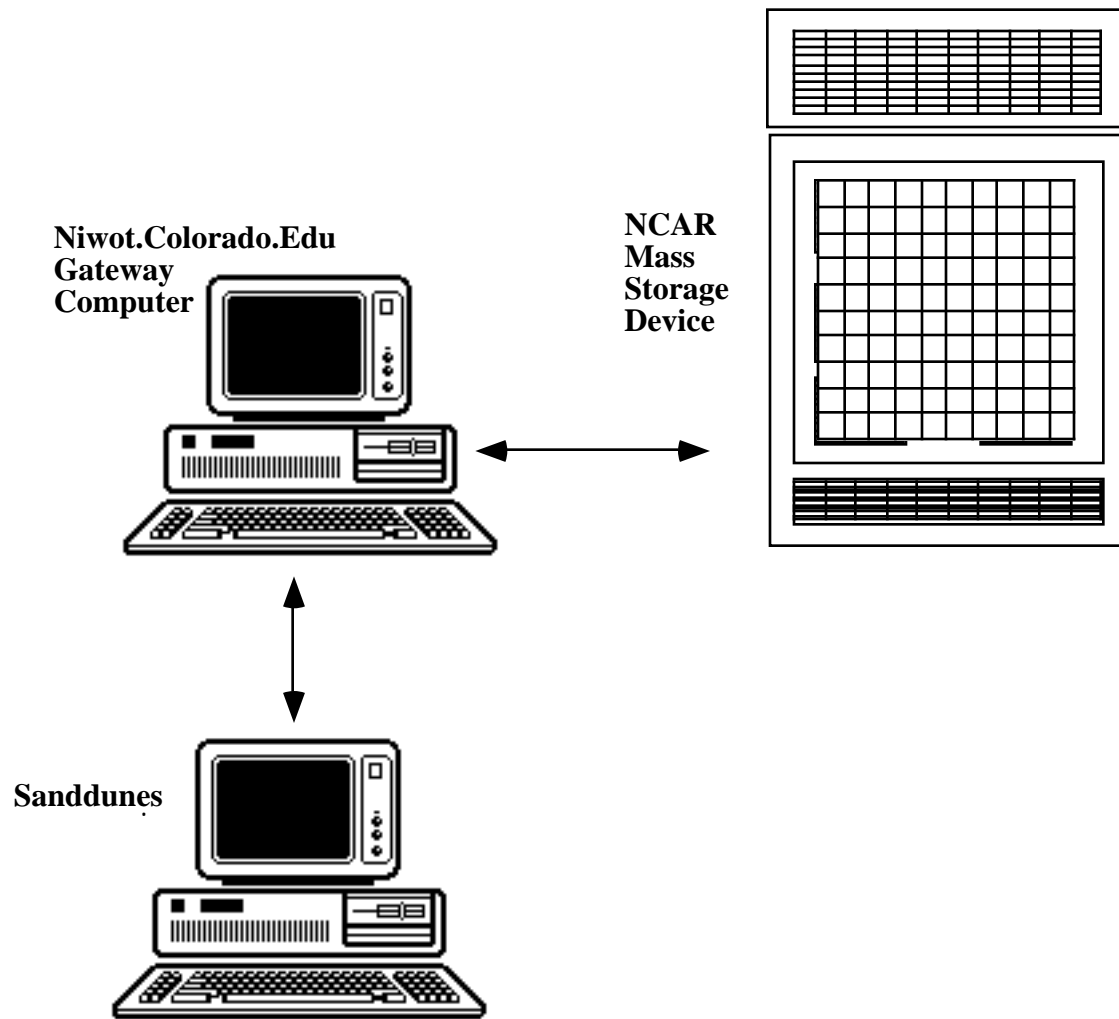 Niwot.Colorado.Edu
Gateway
Computer
NCAR
Mass
Storage
Device
Sanddunes